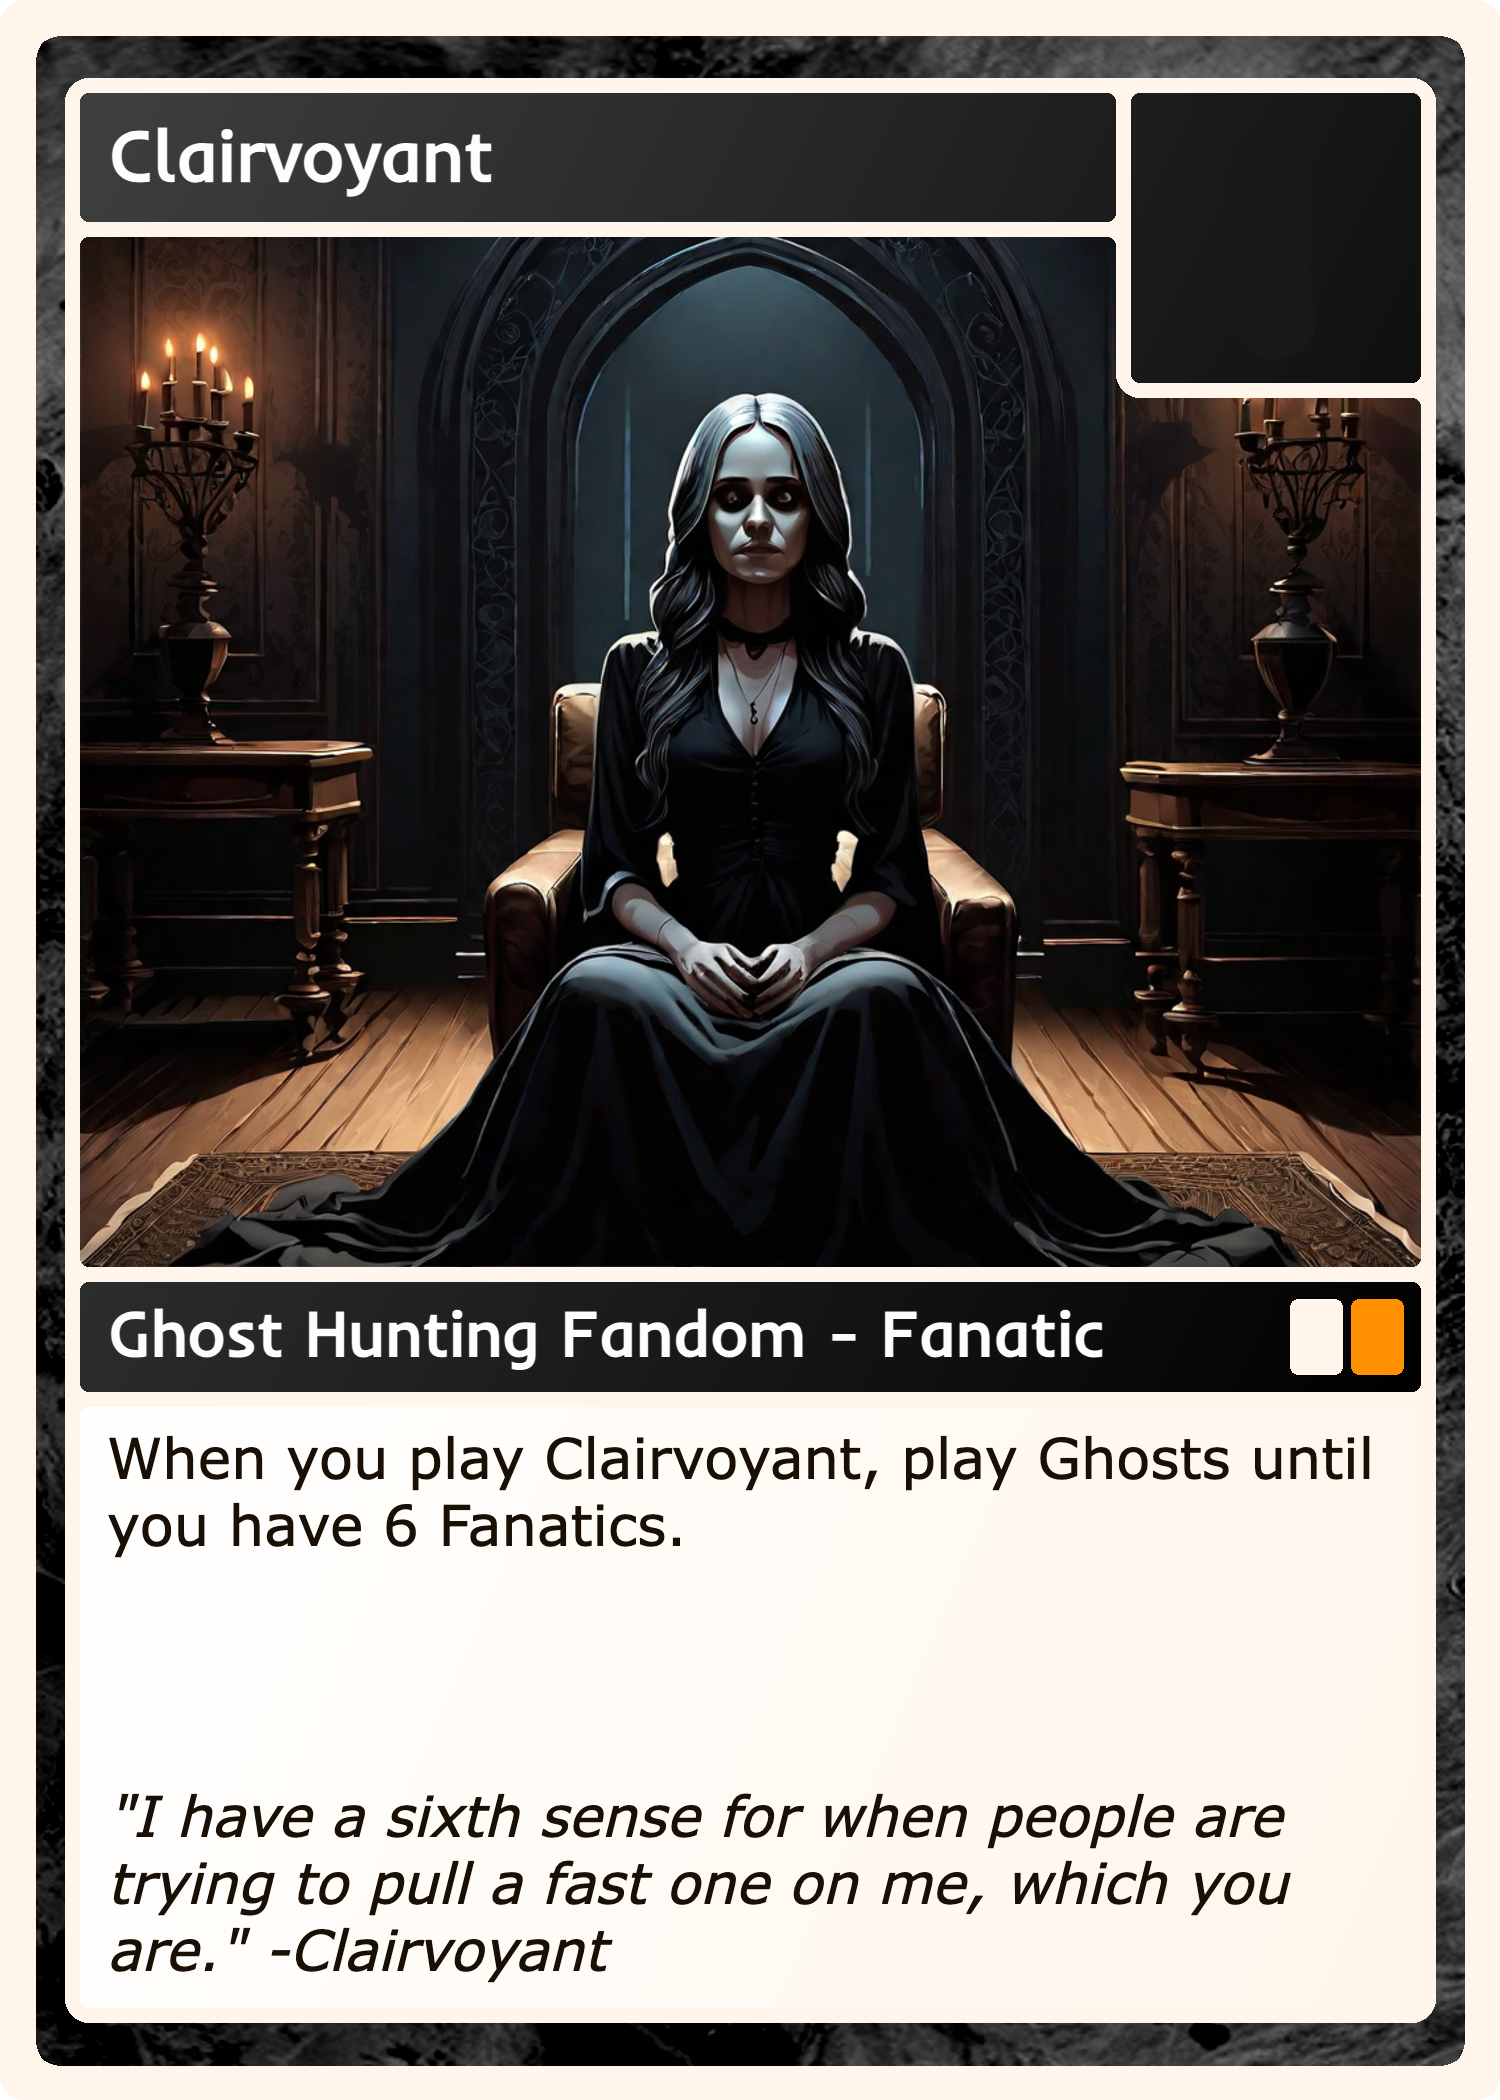 Clairvoyant
Ghost Hunting Fandom - Fanatic
When you play Clairvoyant, play Ghosts until
you have 6 Fanatics.
"I have a sixth sense for when people are
trying to pull a fast one on me, which you
are." -Clairvoyant